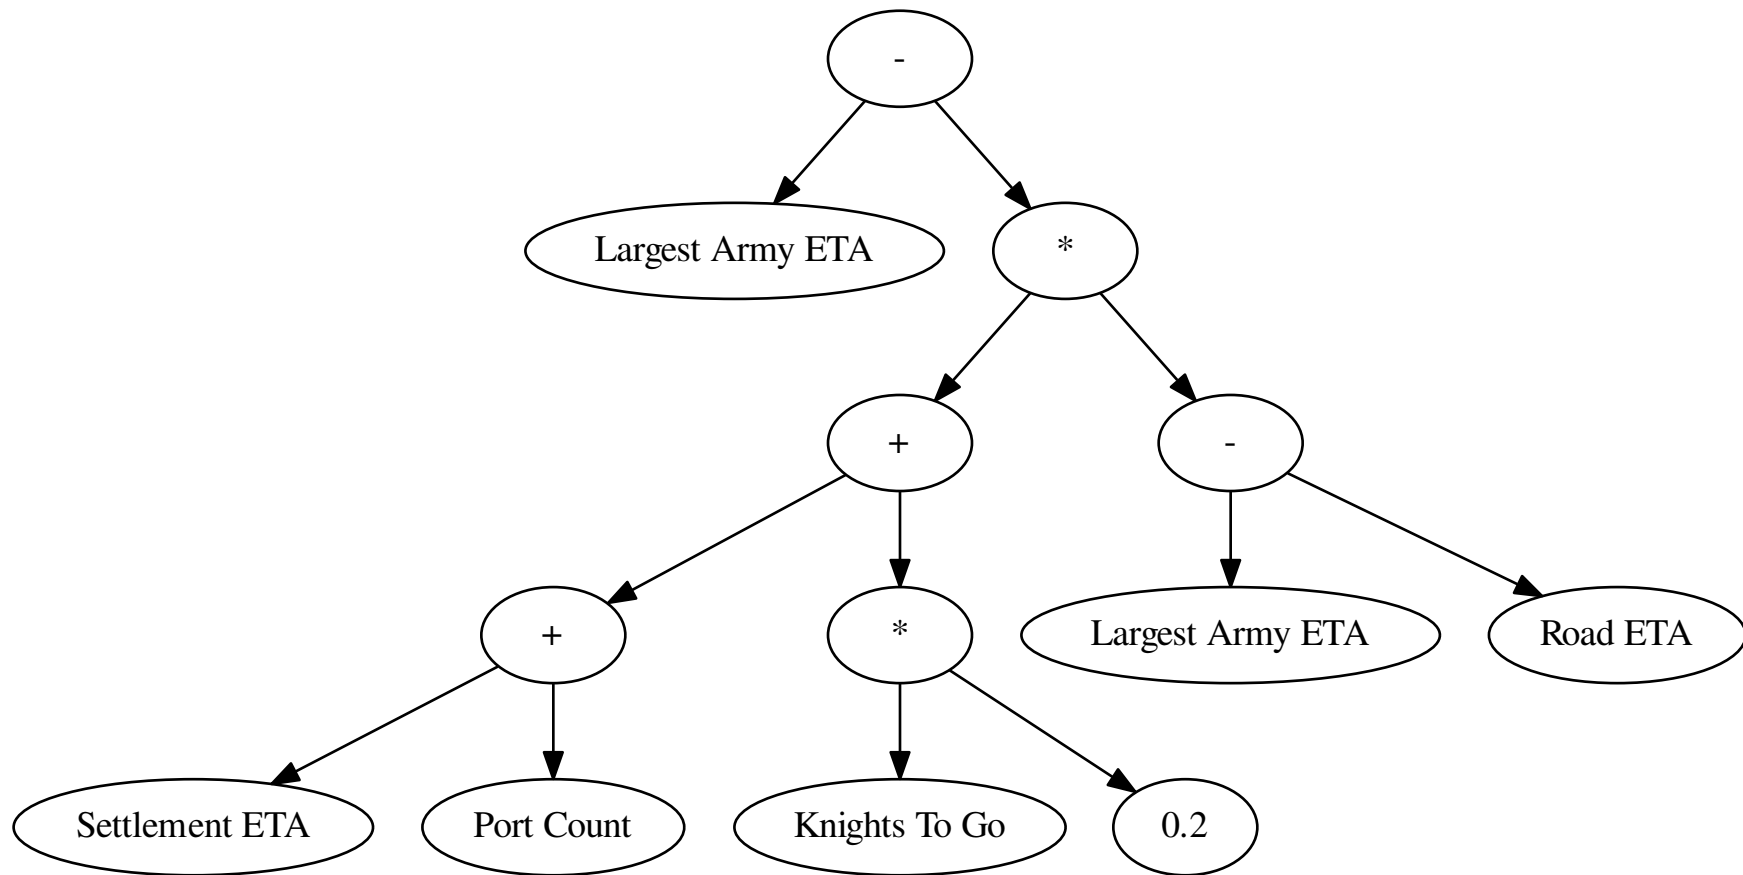 -
Largest Army ETA
*
+
-
+
*
Largest Army ETA
Road ETA
Settlement ETA
Port Count
Knights To Go
0.2